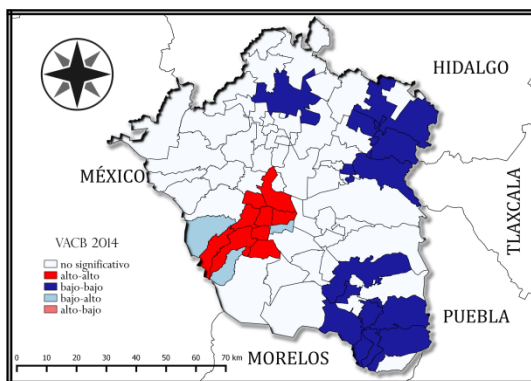 HIDALGO
MÉXICO
TLAXCALA
VACB 2014
no significativo
alto-alto
bajo-bajo
bajo-alto
alto-bajo
PUEBLA
MORELOS
0 10 20 30 40 50 60 70 km